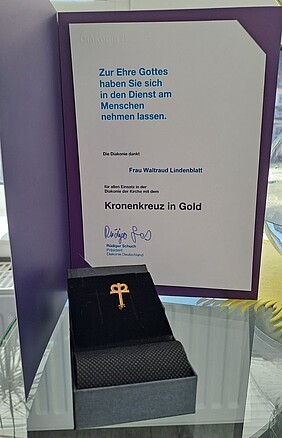 Zur Ehre Gottes
haben Sie sich
in den Dienst am
Menschen
nehmen lassen.
Die Diakonie dankt
Frau Waltraud Lindenblatt
für allen Einsatz in der
Diakonie der Kirche mit dem
Kronenkreuz in Gold
Rüdiger Schuch
Präsident
Diakonie Deutschland